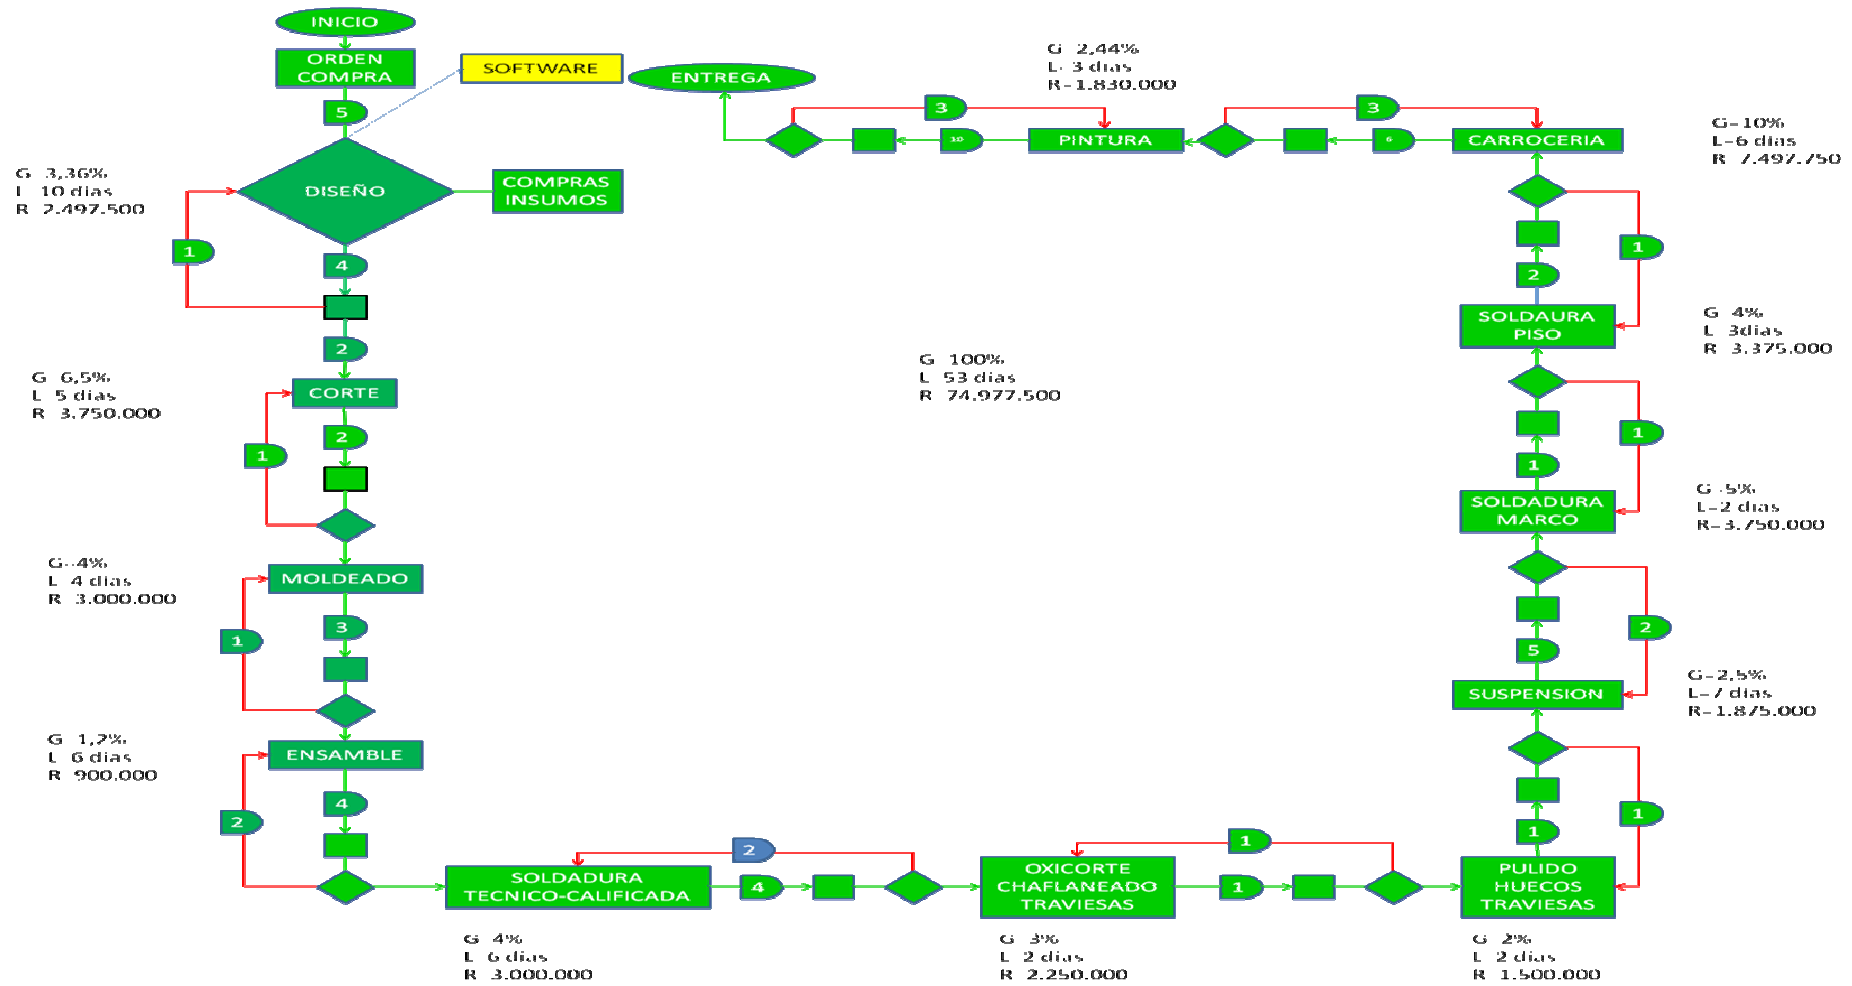 INICIO
ORDEN
COMPRA
5
SOFTWARE
DISEÑO
COMPRAS
INSUMOS
G 3,36%
L 10 dias
R 2.497.500
1
4
2
G 6,5%
L 5 dias
R 3.750.000
CORTE
2
1
G 4%
L 4 dias
R 3.000.000
MOLDEADO
3
1
G 1,2%
L 6 dias
R 900.000
ENSAMBLE
4
2
SOLDADURA
TECNICO-CALIFICADA
2
4
G 4%
L 6 dias
R 3.000.000
OXICORTE
CHAFLANEADO
TRAVIESAS
1
1
G 3%
L 2 dias
R 2.250.000
PULIDO
HUECOS
TRAVIESAS
1
1
G 2%
L 2 dias
R 1.500.000
SUSPENSION
5
2
G=2,5%
L=7 dias
R=1.875.000
SOLDADURA
MARCO
1
1
G 5%
L=2 dias
R=3.750.000
SOLDAURA
PISO
2
1
G 4%
L 3dias
R 3.375.000
CARROCERIA
6
3
G=10%
L=6 dias
R 7.497.750
PINTURA
10
3
G 2,44%
L 3 dias
R=1.830.000
ENTREGA
G 100%
L 53 dias
R 74.977.500